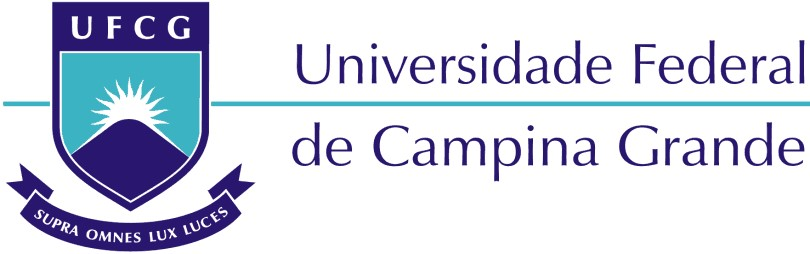 UFCG
Universidade Federal
de Campina Grande
SUPRA OMNES LUX LUCES